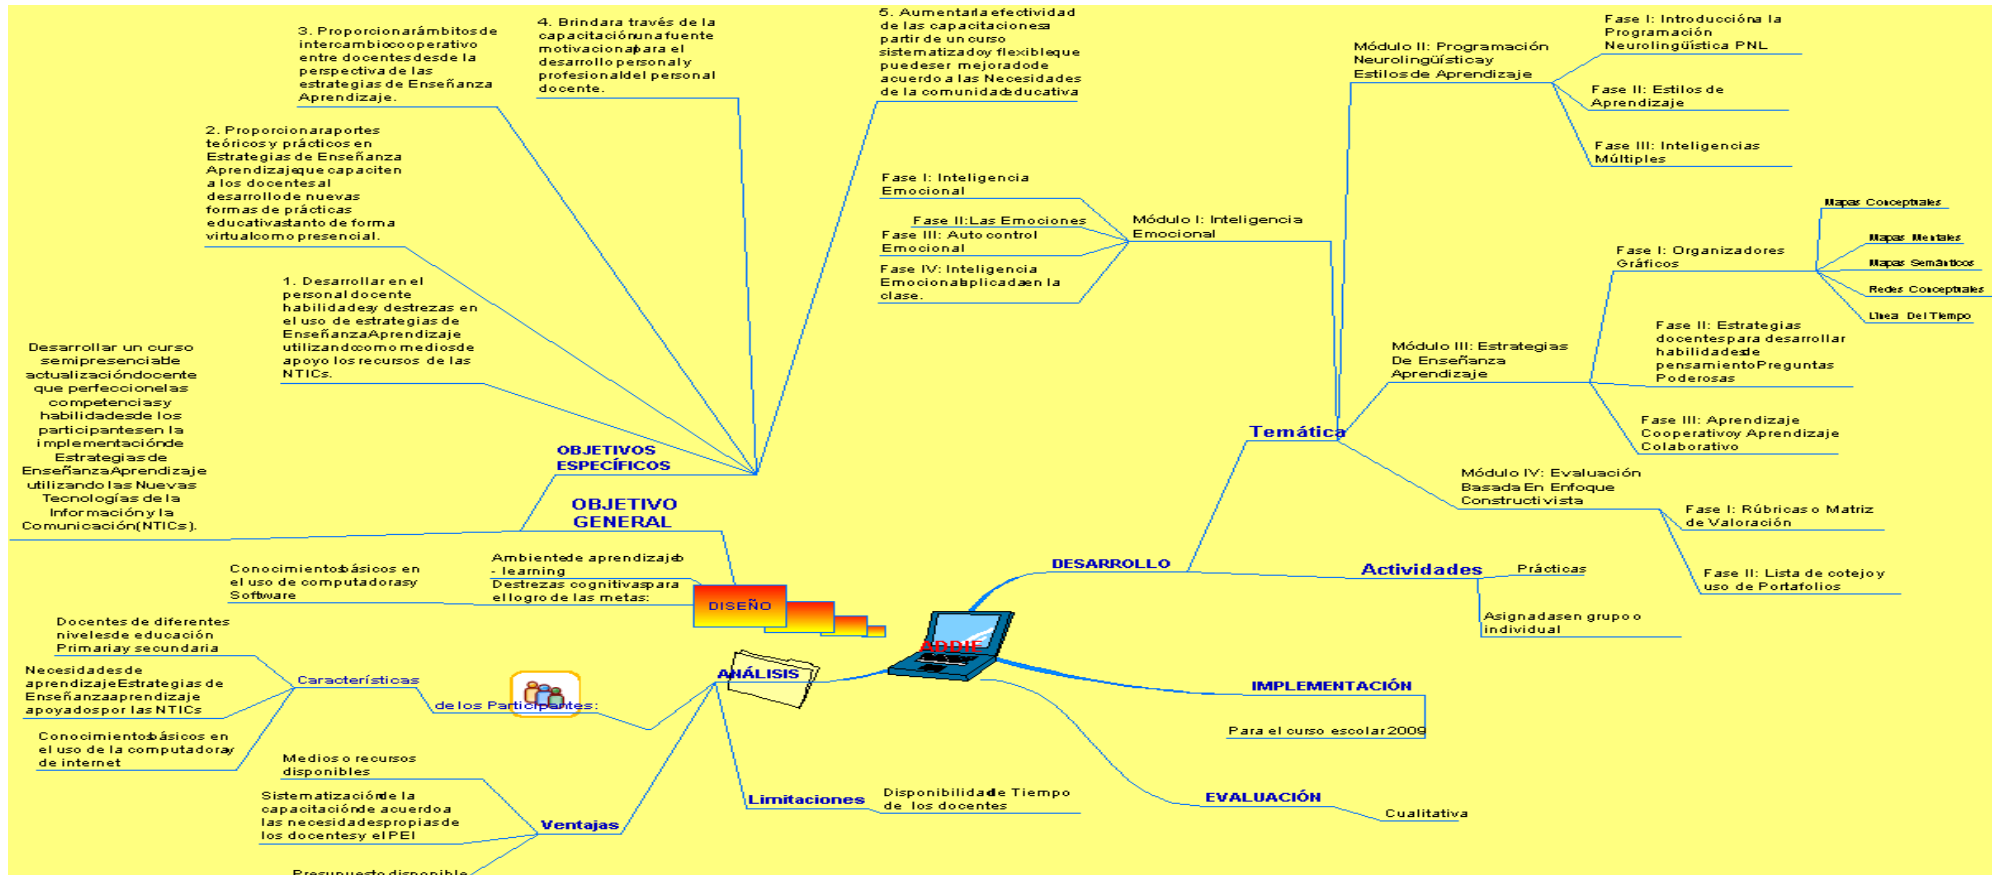 5. Aumentarla efectividad
de las capacitaciones a
partir de un curso
sistematizado y flexible que
puede ser mejorado de
acuerdo a las Necesidades
de la comunidad educativa
4. Brindar a través de la
capacitación una fuente
motivacional para el
desarrollo personal y
profesional del personal
docente.
3. Proporcionar ámbitos de
intercambio cooperativo
entre docentes desde la
perspectiva de las
estrategias de Enseñanza
Aprendizaje.
2. Proporcionar aportes
teóricos y prácticos en
Estrategias de Enseñanza
Aprendizaje que capaciten
a los docentes al
desarrollo de nuevas
formas de prácticas
educativas tanto de forma
virtual como presencial.
1. Desarrollar en el
personal docente
habilidades y destrezas en
el uso de estrategias de
Enseñanza Aprendizaje
utilizando como medios de
apoyo los recursos de las
NTICs.
OBJETIVOS
ESPECÍFICOS
Desarrollar un curso
semipresencial de
actualización docente
que perfeccione las
competencias y
habilidades de los
participantes en la
implementación de
Estrategias de
Enseñanza Aprendizaje
utilizando las Nuevas
Tecnologías de la
Información y la
Comunicación (NTICs).
OBJETIVO
GENERAL
Ambiente de aprendizaje b
- learning
Destrezas cognitivas para
el logro de las metas:
Conocimientos básicos en
el uso de computadoras y
Software
DISEÑO
ADDIE
ANÁLISIS
de los Participantes:
Características
Docentes de diferentes
niveles de educación
Primaria y secundaria
Necesidades de
aprendizaje Estrategias de
Enseñanza aprendizaje
apoyados por las NTICs
Conocimientos básicos en
el uso de la computadora y
de internet
Ventajas
Medios o recursos
disponibles
Sistematización de la
capacitación de acuerdo a
las necesidades propias de
los docentes y el PEI
Presupuesto disponible
Limitaciones
Disponibilidad de Tiempo
de los docentes
DESARROLLO
Temática
Módulo I: Inteligencia
Emocional
Fase I: Inteligencia
Emocional
Fase II:Las Emociones
Fase III: Autocontrol
Emocional
Fase IV: Inteligencia
Emocional aplicada en la
clase.
Módulo II: Programación
Neurolingüística y
Estilos de Aprendizaje
Fase I: Introducción a la
Programación
Neurolingüística PNL
Fase II: Estilos de
Aprendizaje
Fase III: Inteligencias
Múltiples
Módulo III: Estrategias
De Enseñanza
Aprendizaje
Fase I: Organizadores
Gráficos
Mapas Conceptuales
Mapas Mentales
Mapas Semánticos
Redes Conceptuales
Línea Del Tiempo
Fase II: Estrategias
docentes para desarrollar
habilidades de
pensamiento Preguntas
Poderosas
Fase III: Aprendizaje
Cooperativo y Aprendizaje
Colaborativo
Módulo IV: Evaluación
Basada En Enfoque
Constructivista
Fase I: Rúbricas o Matriz
de Valoración
Fase II: Lista de cotejo y
uso de Portafolios
Actividades
Prácticas
Asignadas en grupo o
individual
IMPLEMENTACIÓN
Para el curso escolar 2009
EVALUACIÓN
Cualitativa